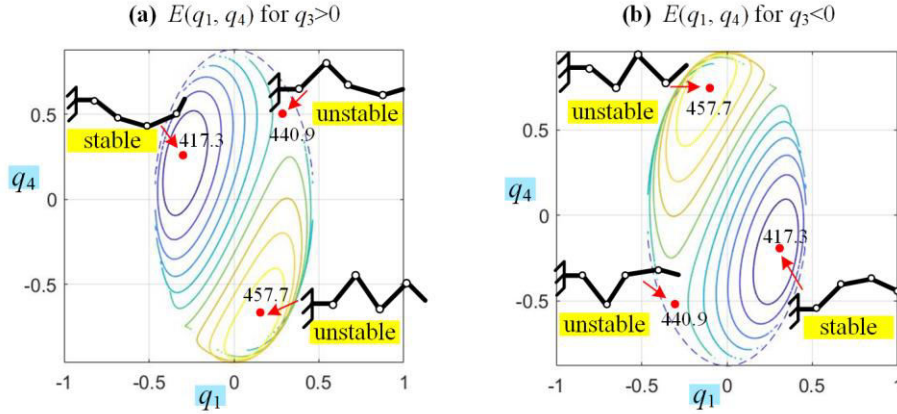 (a) E(q₁, q₄) for q₃>0
0.5
0
-0.5
q₄
-1
-0.5
0
0.5
1
q₁
stable
417.3
440.9
unstable
457.7
unstable
(b) E(q₁, q₄) for q₃<0
0.5
0
-0.5
q₄
-1
-0.5
0
0.5
1
q₁
unstable
457.7
417.3
unstable
440.9
stable